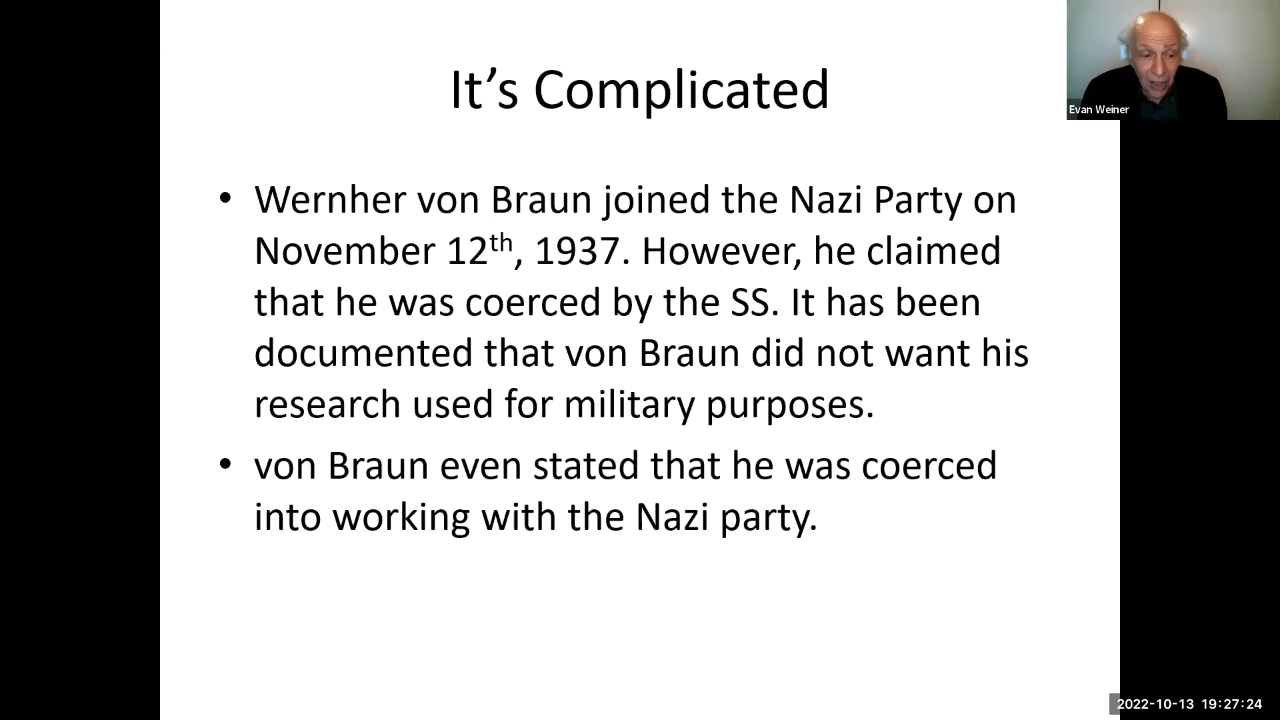 It’s Complicated
Evan Weiner
• Wernher von Braun joined the Nazi Party on
November 12th, 1937. However, he claimed
that he was coerced by the SS. It has been
documented that von Braun did not want his
research used for military purposes.
• von Braun even stated that he was coerced
into working with the Nazi party.
2022-10-13 19:27:24